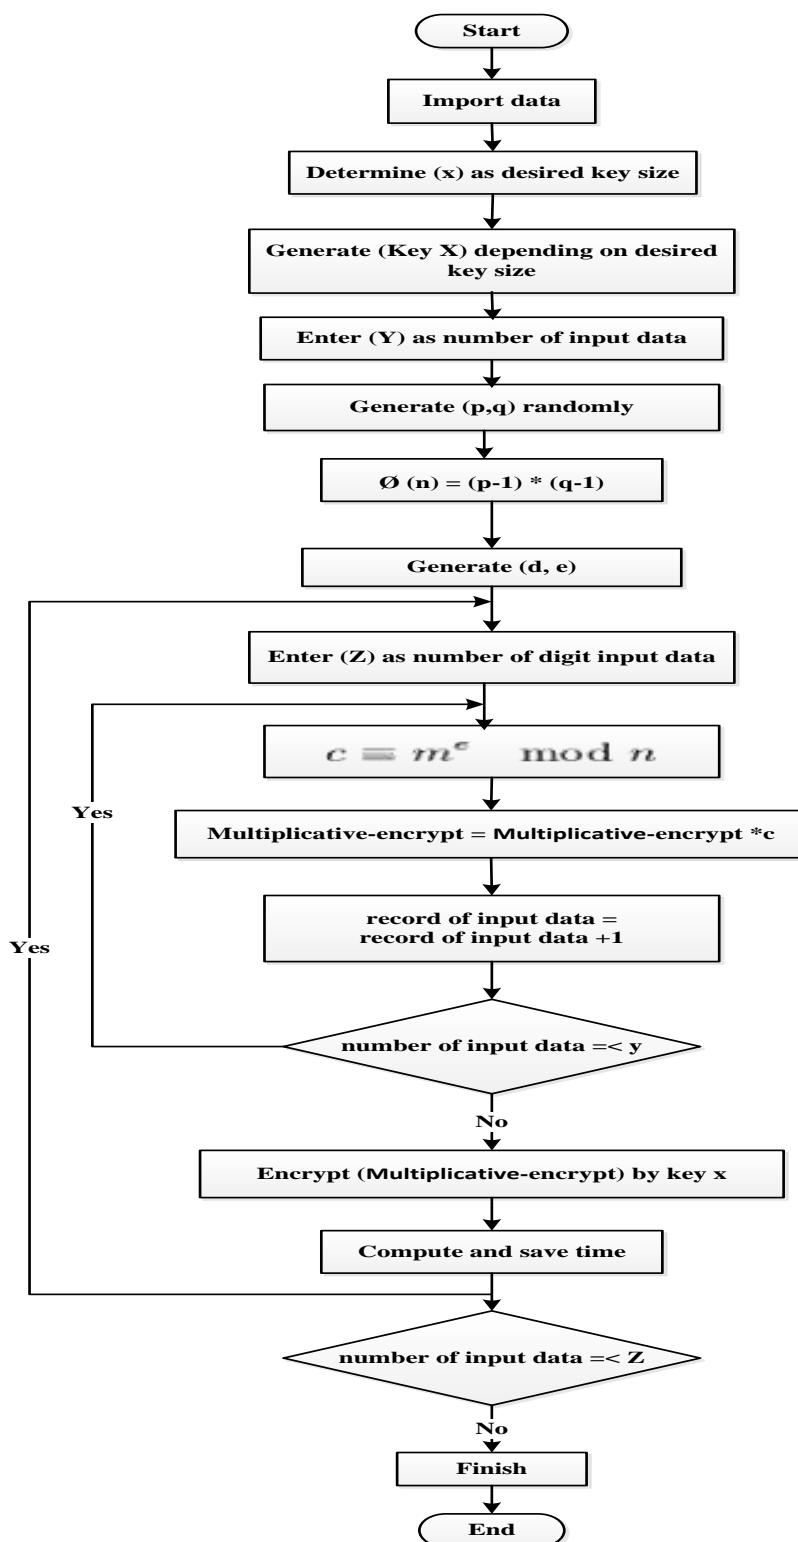 Start
Import data
Determine (x) as desired key size
Generate (Key X) depending on desired
key size
Enter (Y) as number of input data
Generate (p,q) randomly
Ø (n) = (p-1) * (q-1)
Generate (d, e)
Enter (Z) as number of digit input data
c ≡ mᵉ mod n
Yes
Multiplicative-encrypt = Multiplicative-encrypt *c
record of input data =
record of input data +1
Yes
number of input data =< y
No
Encrypt (Multiplicative-encrypt) by key x
Compute and save time
number of input data =< Z
No
Finish
End